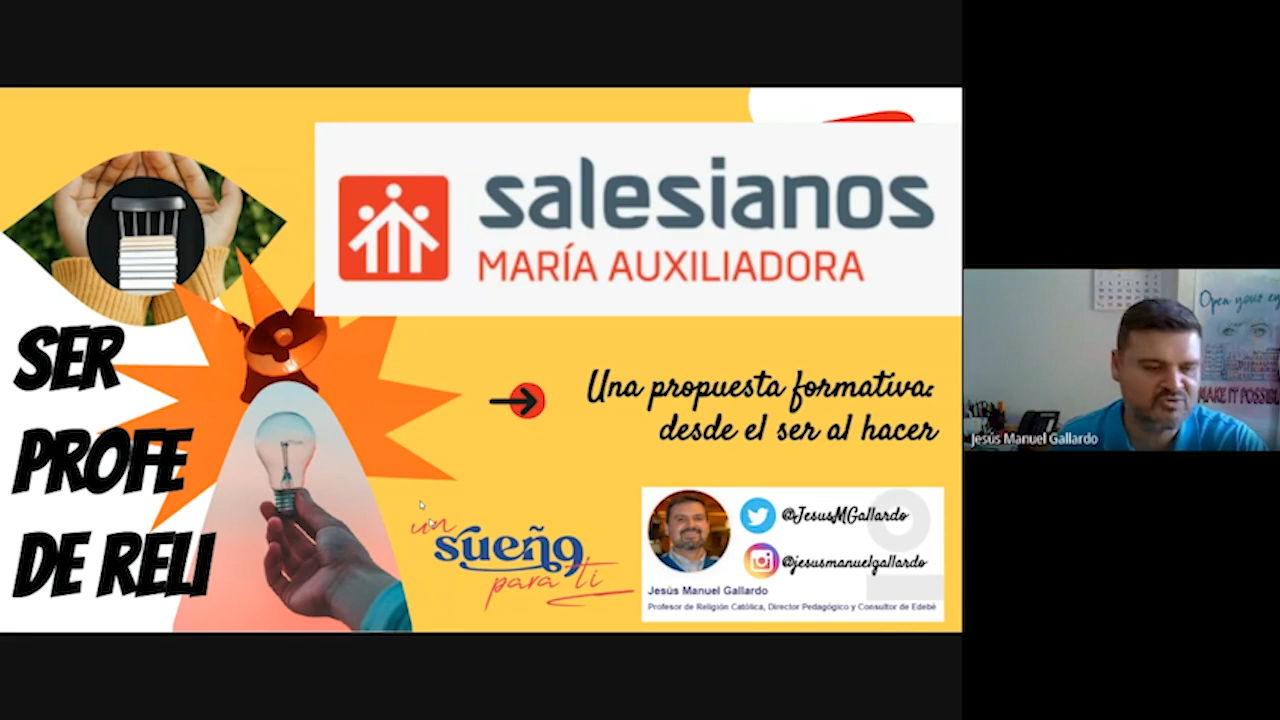 salesianos
MARÍA AUXILIADORA
SER
PROFE
DE RELI
Una propuesta formativa:
desde el ser al hacer
un
sueño
para ti
@JesusMGallardo
@jesusmanuelgallardo
Jesús Manuel Gallardo
Profesor de Religión Católica, Director Pedagógico y Consultor de Edebé
Open your ey
MAKE IT POSSIBL
Jesús Manuel Gallardo